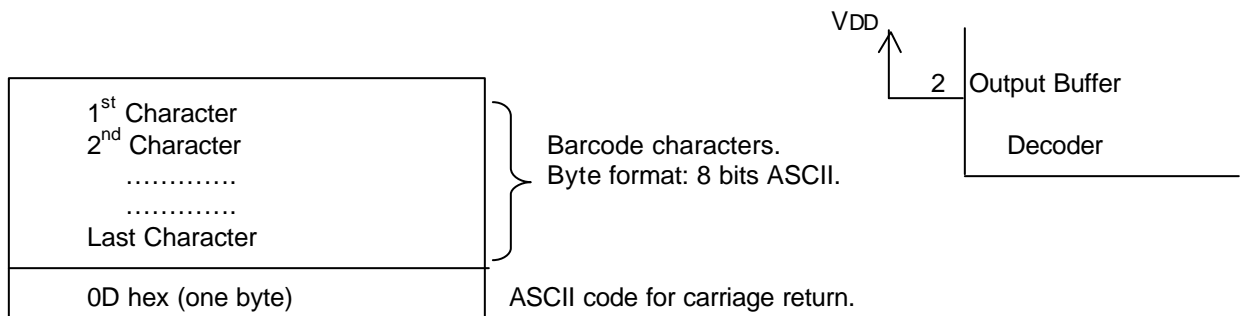 VDD
2 Output Buffer
Decoder
1st Character
2nd Character
………….
………….
Last Character
Barcode characters.
Byte format: 8 bits ASCII.
0D hex (one byte)
ASCII code for carriage return.